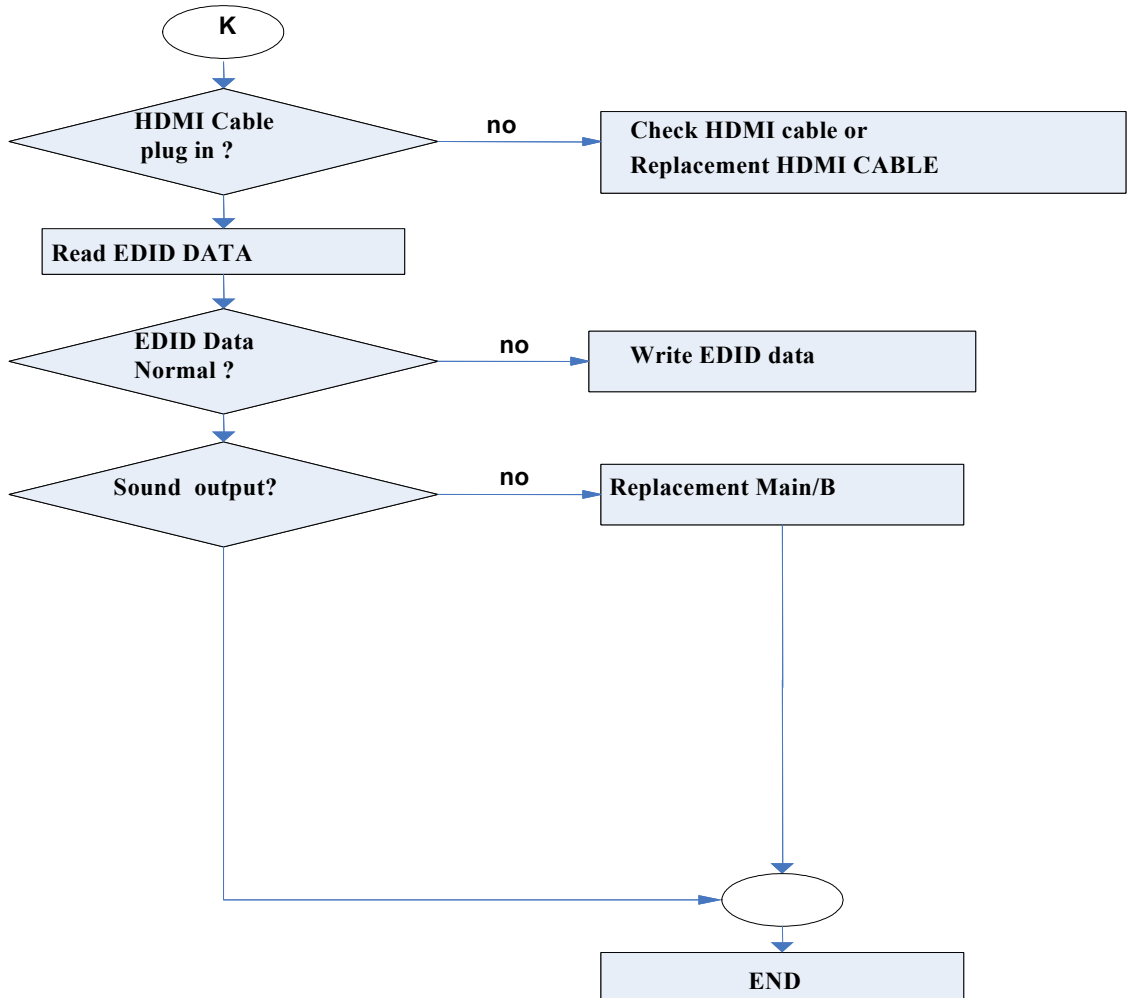 K
HDMI Cable
plug in ?
no
Check HDMI cable or
Replacement HDMI CABLE
Read EDID DATA
EDID Data
Normal ?
no
Write EDID data
Sound output?
no
Replacement Main/B
END